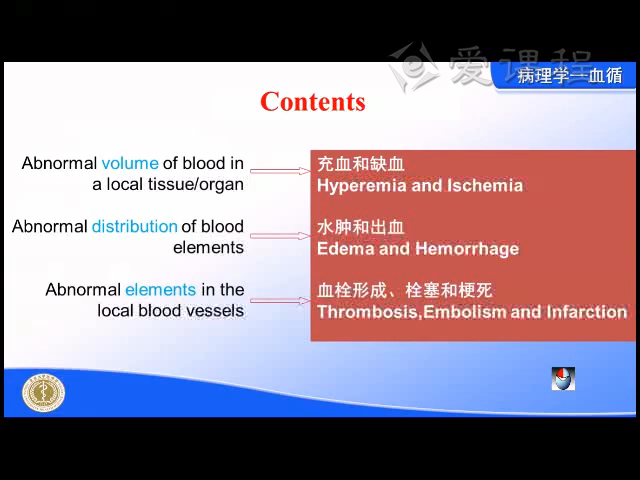 爱课程
病理学—血循
Contents
Abnormal volume of blood in
a local tissue/organ
充血和缺血
Hyperemia and Ischemia
Abnormal distribution of blood
elements
水肿和出血
Edema and Hemorrhage
Abnormal elements in the
local blood vessels
血栓形成、栓塞和梗死
Thrombosis,Embolism and Infarction